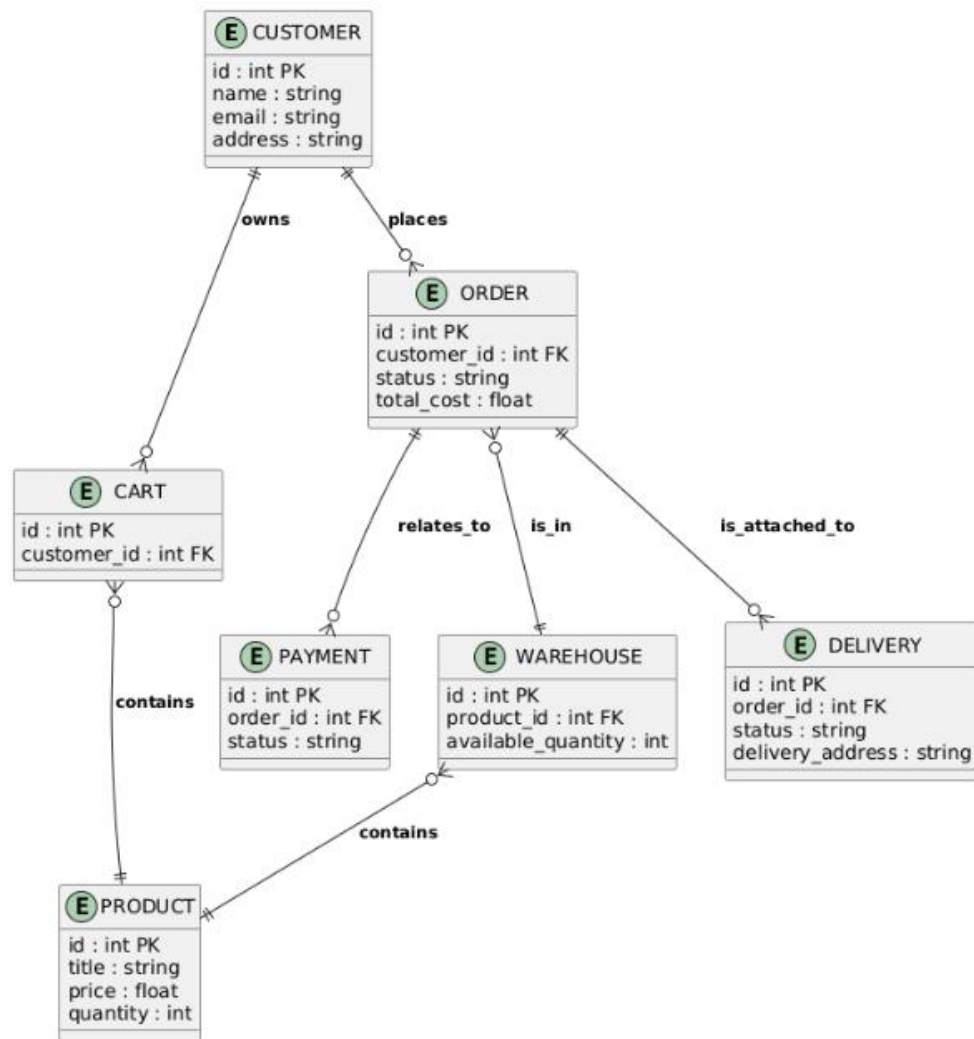 E CUSTOMER
id : int PK
name : string
email : string
address : string
owns
places
E ORDER
id : int PK
customer_id : int FK
status : string
total_cost : float
E CART
id : int PK
customer_id : int FK
relates_to
is_in
is_attached_to
E PAYMENT
id : int PK
order_id : int FK
status : string
E WAREHOUSE
id : int PK
product_id : int FK
available_quantity : int
E DELIVERY
id : int PK
order_id : int FK
status : string
delivery_address : string
contains
contains
E PRODUCT
id : int PK
title : string
price : float
quantity : int